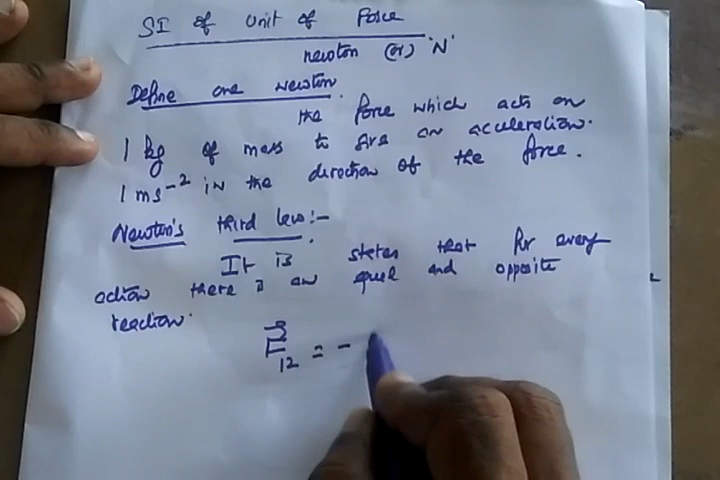 SI of Unit of Force
newton (or) 'N'
Define one Newton.
the force which acts on
1 kg of mass to give an acceleration.
1 ms⁻² in the direction of the force.
Newton's third law:-
It is states that for every
action there is an equal and opposite
reaction.
F⃗₁₂ = -